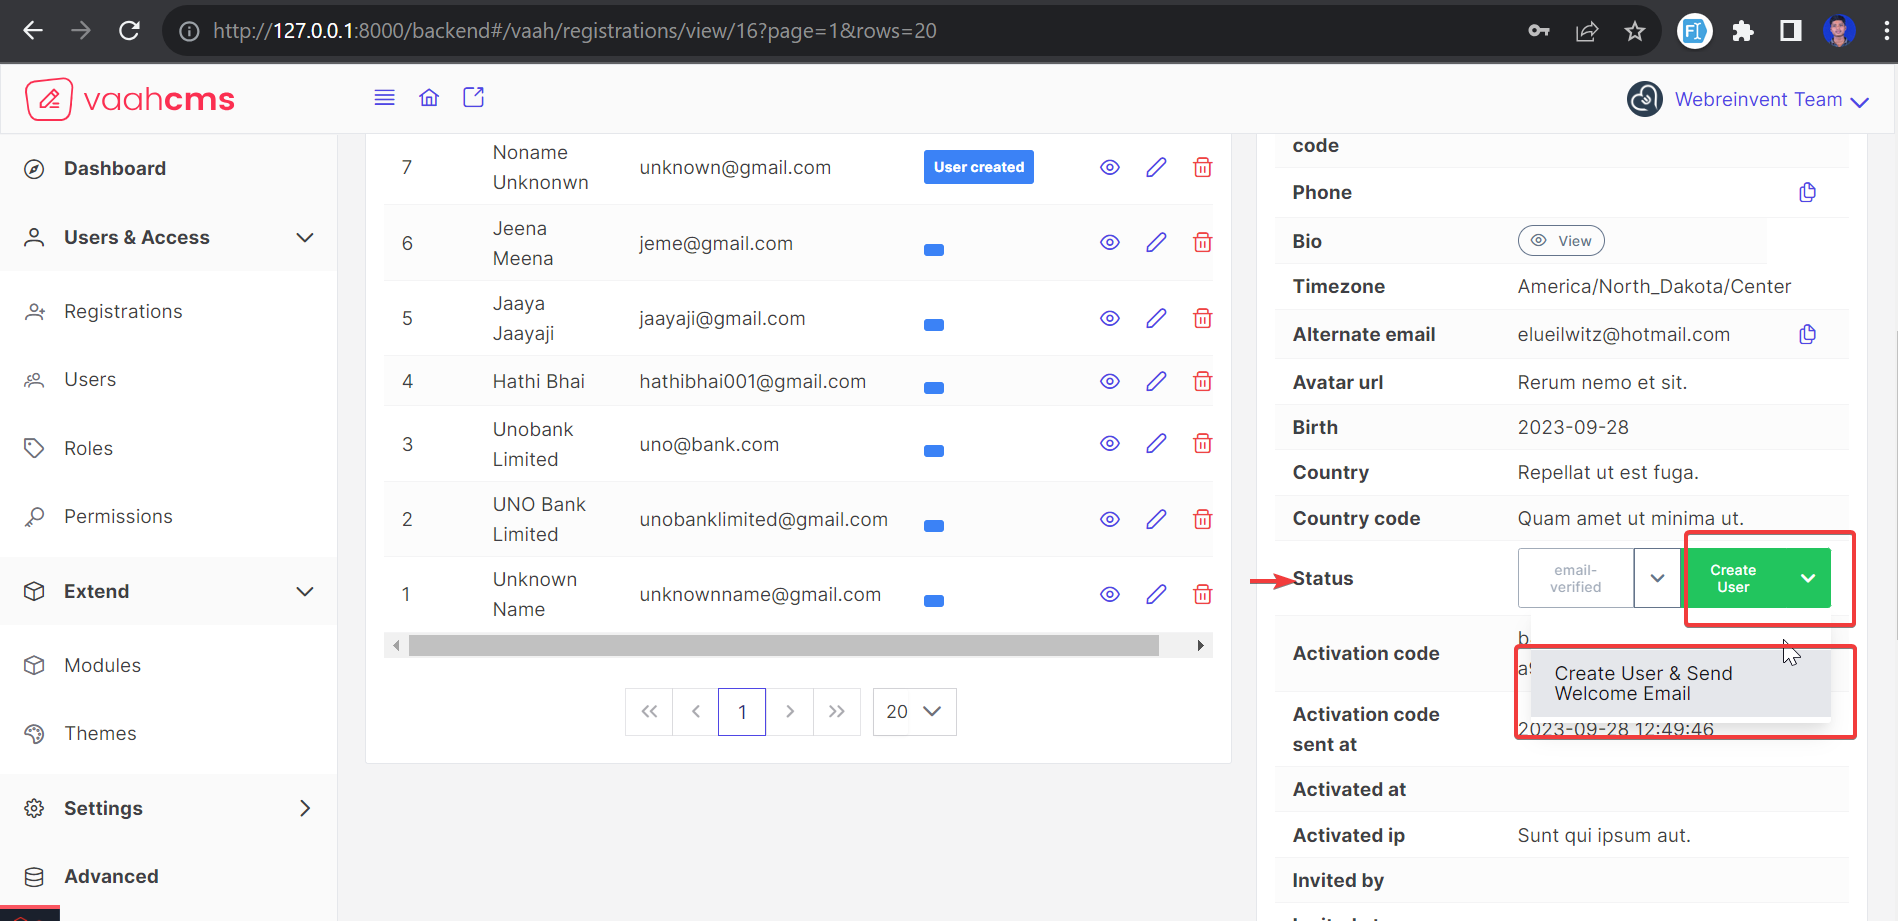 http://127.0.0.1:8000/backend#/vaah/registrations/view/16?page=1&rows=20
vaahcms
Webreinvent Team
Dashboard
Users & Access
Registrations
Users
Roles
Permissions
Extend
Modules
Themes
Settings
Advanced
7
Noname
Unknonwn
unknown@gmail.com
User created
6
Jeena
Meena
jeme@gmail.com
5
Jaaya
Jaayaji
jaayaji@gmail.com
4
Hathi Bhai
hathibhai001@gmail.com
3
Unobank
Limited
uno@bank.com
2
UNO Bank
Limited
unobanklimited@gmail.com
1
Unknown
Name
unknownname@gmail.com
1
20
code
Phone
Bio
View
Timezone
America/North_Dakota/Center
Alternate email
elueilwitz@hotmail.com
Avatar url
Rerum nemo et sit.
Birth
2023-09-28
Country
Repellat ut est fuga.
Country code
Quam amet ut minima ut.
Status
email-
verified
Create
User
Activation code
Create User & Send
Welcome Email
Activation code
sent at
2023-09-28 12:49:46
Activated at
Activated ip
Sunt qui ipsum aut.
Invited by